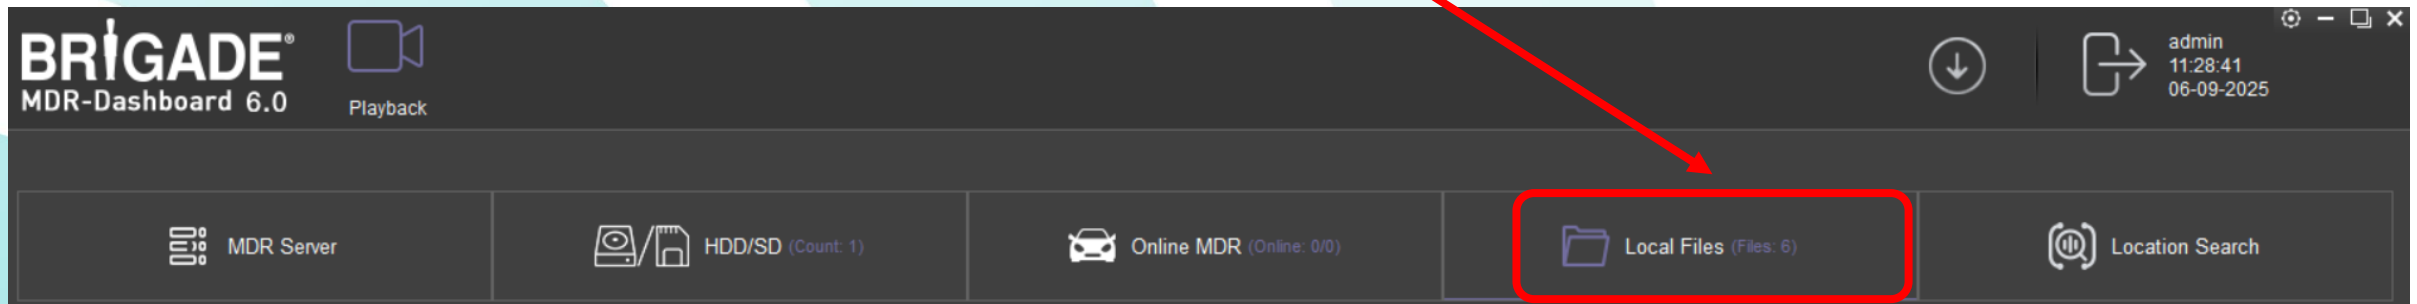 BRIGADE®
MDR-Dashboard 6.0
Playback
admin
11:28:41
06-09-2025
MDR Server
HDD/SD (Count: 1)
Online MDR (Online: 0/0)
Local Files (Files: 6)
Location Search